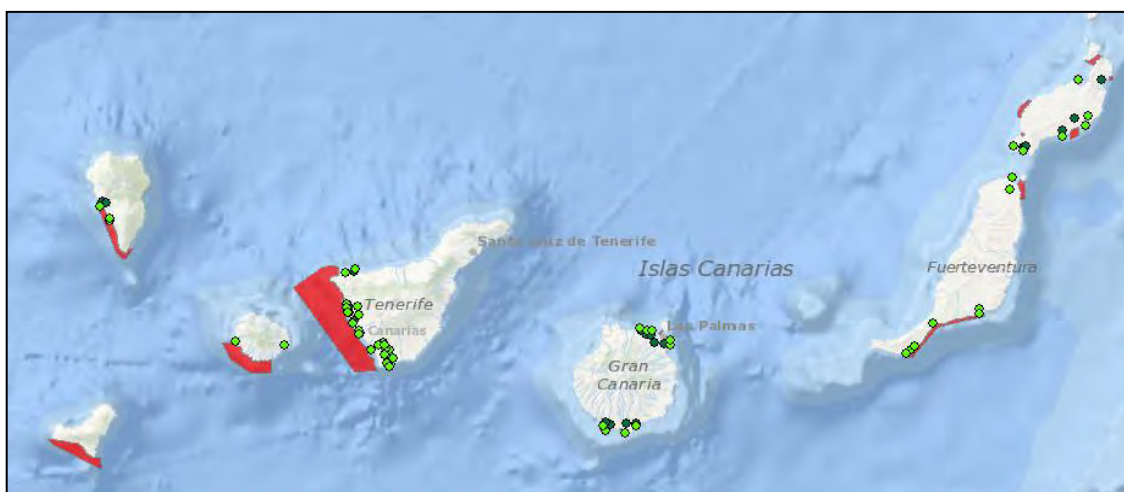 Santa Cruz de Tenerife
Islas Canarias
Fuerteventura
Tenerife
Canarias
Las Palmas
Gran
Canaria